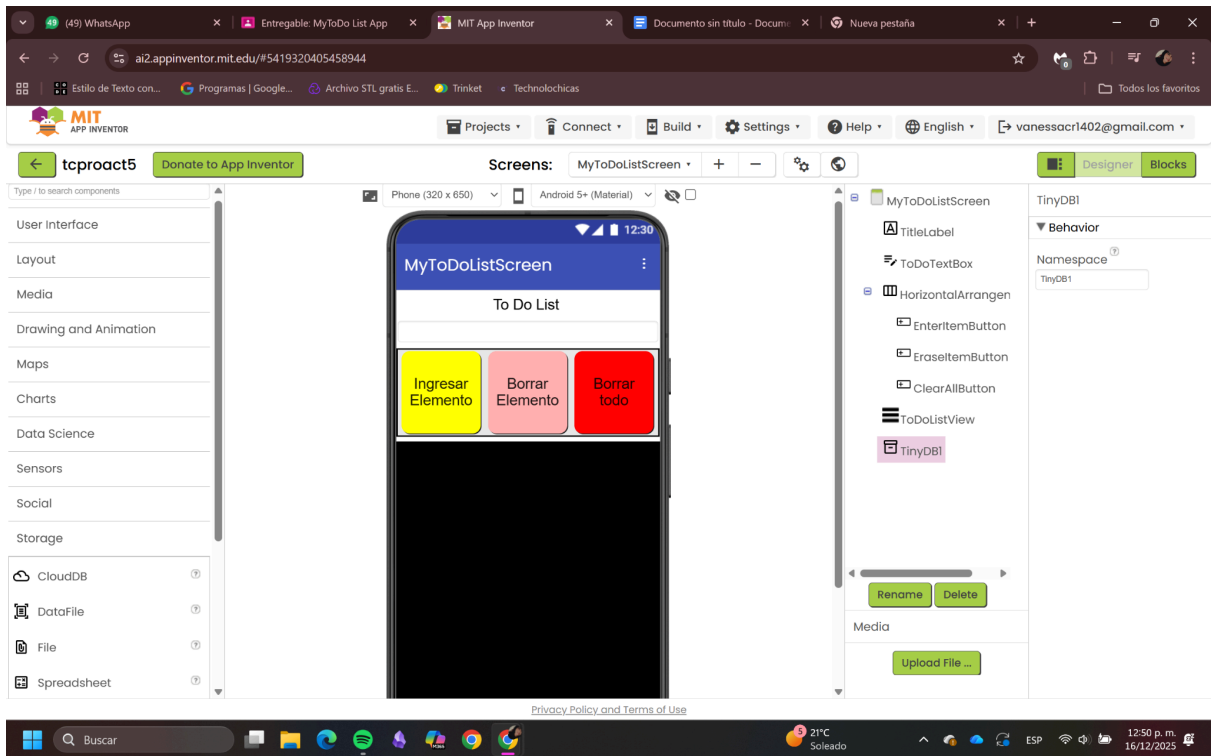 49 (49) WhatsApp
Entregable: MyToDo List App
MIT App Inventor
Documento sin título - Docume
Nueva pestaña
ai2.appinventor.mit.edu/#5419320405458944
Estilo de Texto con...
Programas | Google...
Archivo STL gratis E...
Trinket
Technolochicas
Todos los favoritos
MIT
APP INVENTOR
Projects
Connect
Build
Settings
Help
English
vanessacr1402@gmail.com
tcproact5
Donate to App Inventor
Screens:
MyToDoListScreen
Designer
Blocks
Type / to search components
User Interface
Layout
Media
Drawing and Animation
Maps
Charts
Data Science
Sensors
Social
Storage
CloudDB
DataFile
File
Spreadsheet
Phone (320 x 650)
Android 5+ (Material)
12:30
MyToDoListScreen
To Do List
Ingresar
Elemento
Borrar
Elemento
Borrar
todo
MyToDoListScreen
TitleLabel
ToDoTextBox
HorizontalArrangen
EnterItemButton
EraseItemButton
ClearAllButton
ToDoListView
TinyDB1
Rename
Delete
Media
Upload File ...
TinyDB1
Behavior
Namespace
TinyDB1
Privacy Policy and Terms of Use
Buscar
5
21°C
Soleado
ESP
12:50 p. m.
16/12/2025